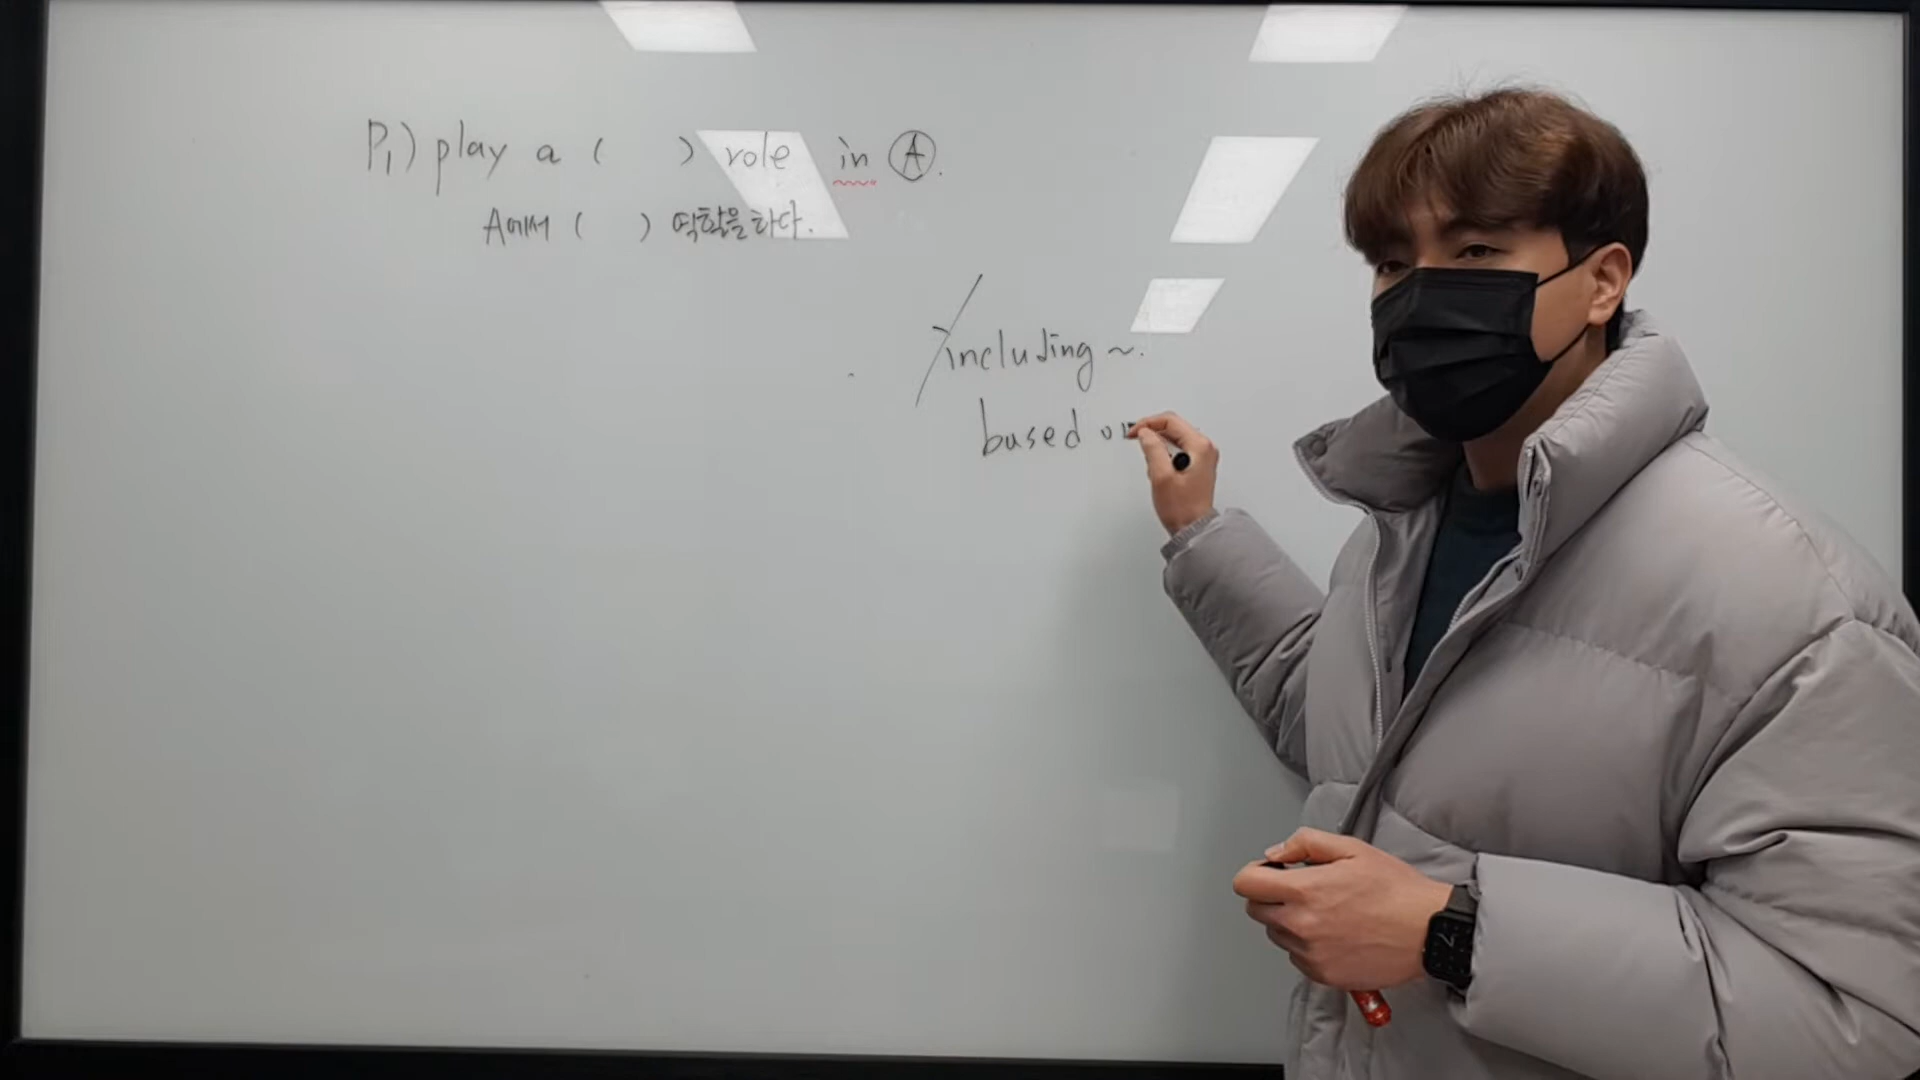 P1) play a ( ) role in Ⓐ.
A에서 ( ) 역할을 하다.
/including ~.
based on